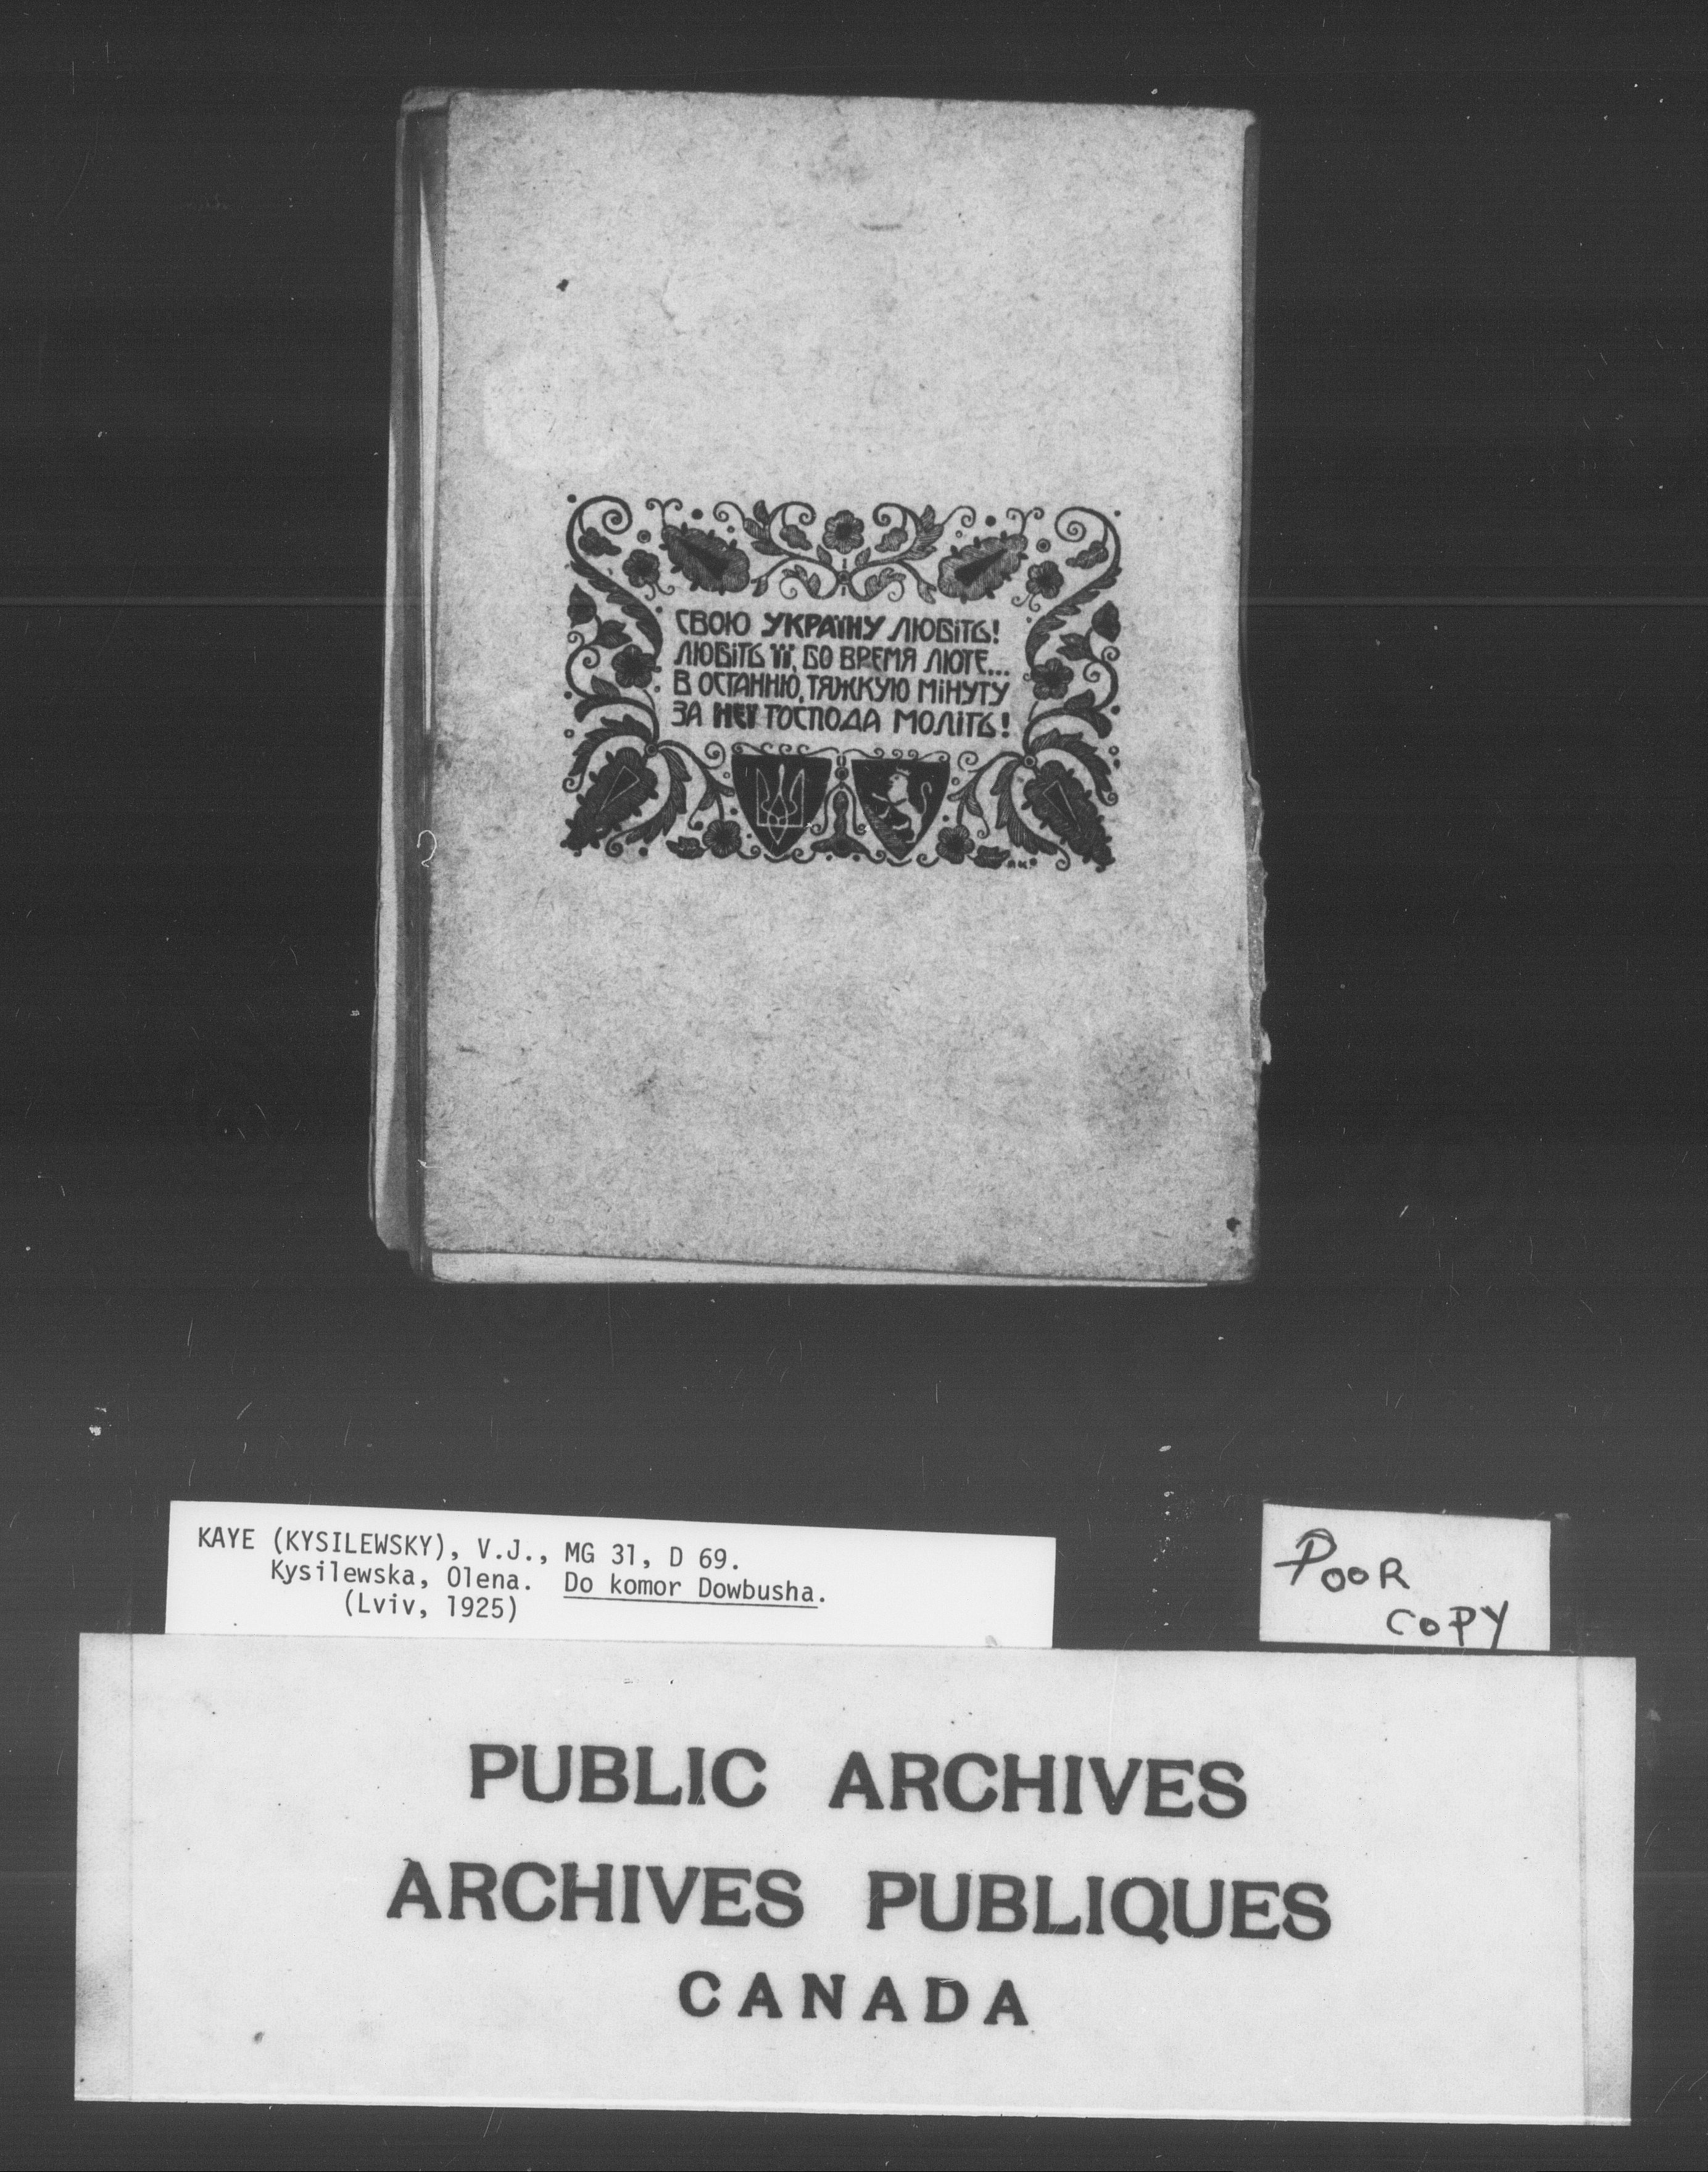 СВОЮ УКРАЇНУ ЛЮБІТЬ!
ЛЮБІТЬ ЇЇ, БО ВРЕМЯ ЛЮТЕ...
В ОСТАННЮ, ТЯЖКУЮ МІНУТУ
ЗА НЕЇ ГОСПОДА МОЛІТЬ!
KAYE (KYSILEWSKY), V.J., MG 31, D 69.
Kysilewska, Olena. Do komor Dowbusha.
(Lviv, 1925)
POOR
COPY
PUBLIC ARCHIVES
ARCHIVES PUBLIQUES
CANADA